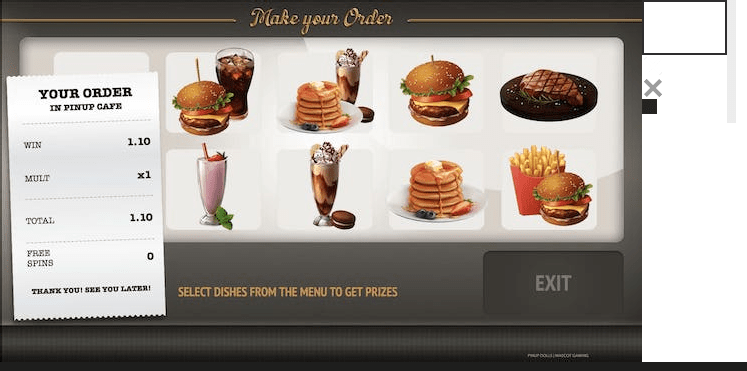 Make your Order
YOUR ORDER
IN PINUP CAFE
WIN 1.10
MULT x1
TOTAL 1.10
FREE SPINS 0
THANK YOU! SEE YOU LATER!
SELECT DISHES FROM THE MENU TO GET PRIZES
EXIT
PINUP DOLLS | MASCOT GAMING